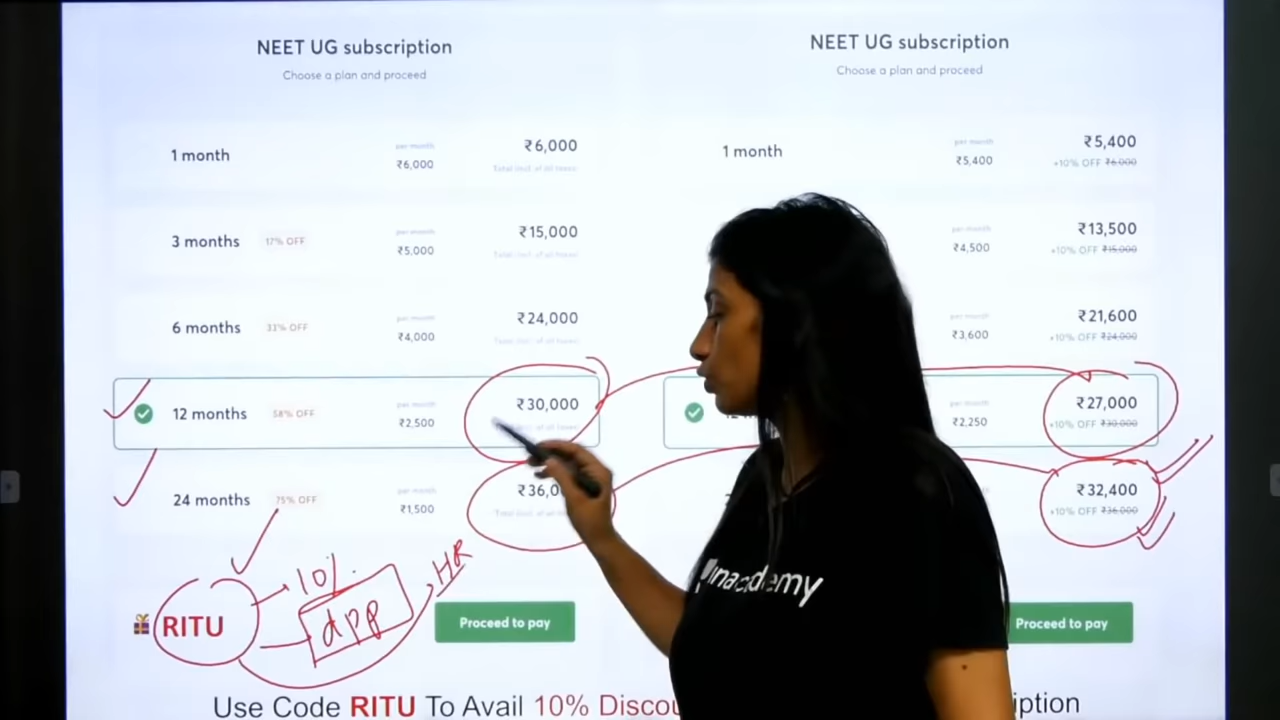 NEET UG subscription
Choose a plan and proceed
1 month
per month
₹6,000
₹6,000
Total (incl. of all taxes)
3 months
17% OFF
per month
₹5,000
₹15,000
Total (incl. of all taxes)
6 months
33% OFF
per month
₹4,000
₹24,000
Total (incl. of all taxes)
12 months
58% OFF
per month
₹2,500
₹30,000
24 months
75% OFF
per month
₹1,500
₹36,0
Total (incl. of all taxes)
RITU
10%.
dpp
HR
Proceed to pay
NEET UG subscription
Choose a plan and proceed
1 month
per month
₹5,400
₹5,400
+10% OFF ₹6,000
per month
₹4,500
₹13,500
+10% OFF ₹15,000
per month
₹3,600
₹21,600
+10% OFF ₹24,000
per month
₹2,250
₹27,000
+10% OFF ₹30,000
₹32,400
+10% OFF ₹36,000
Proceed to pay
unacademy
Use Code RITU To Avail 10% Discou
iption